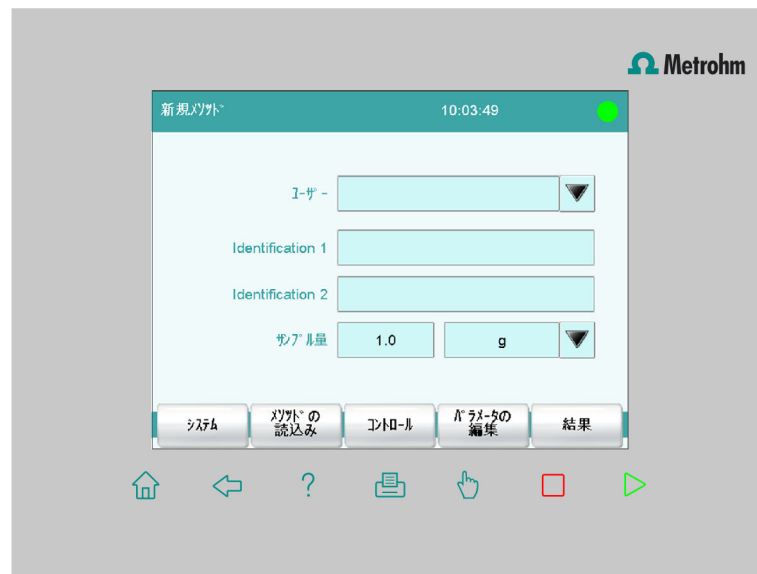 Metrohm
新規ﾒｿｯﾄﾞ 10:03:49
ﾕｰｻﾞｰ
Identification 1
Identification 2
ｻﾝﾌﾟﾙ量 1.0 g
ｼｽﾃﾑ
ﾒｿｯﾄﾞの
読込み
ｺﾝﾄﾛｰﾙ
ﾊﾟﾗﾒｰﾀの
編集
結果
?